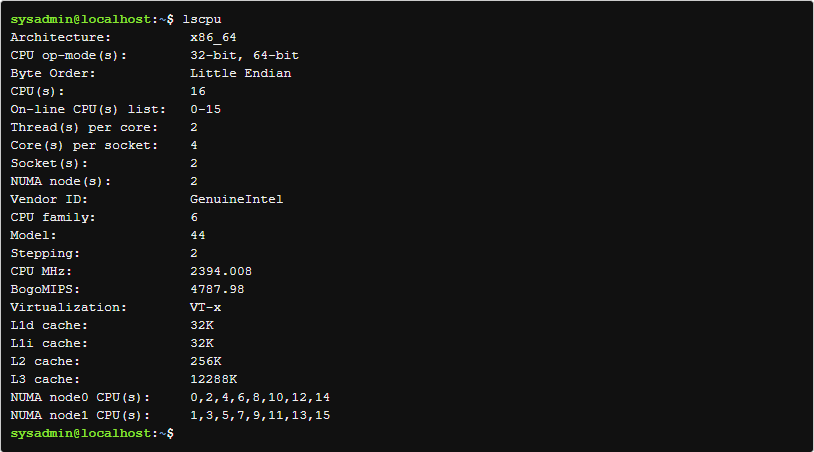 sysadmin@localhost:~$ lscpu
Architecture:          x86_64
CPU op-mode(s):        32-bit, 64-bit
Byte Order:            Little Endian
CPU(s):                16
On-line CPU(s) list:   0-15
Thread(s) per core:    2
Core(s) per socket:    4
Socket(s):             2
NUMA node(s):          2
Vendor ID:             GenuineIntel
CPU family:            6
Model:                 44
Stepping:              2
CPU MHz:               2394.008
BogoMIPS:              4787.98
Virtualization:        VT-x
L1d cache:             32K
L1i cache:             32K
L2 cache:              256K
L3 cache:              12288K
NUMA node0 CPU(s):     0,2,4,6,8,10,12,14
NUMA node1 CPU(s):     1,3,5,7,9,11,13,15
sysadmin@localhost:~$